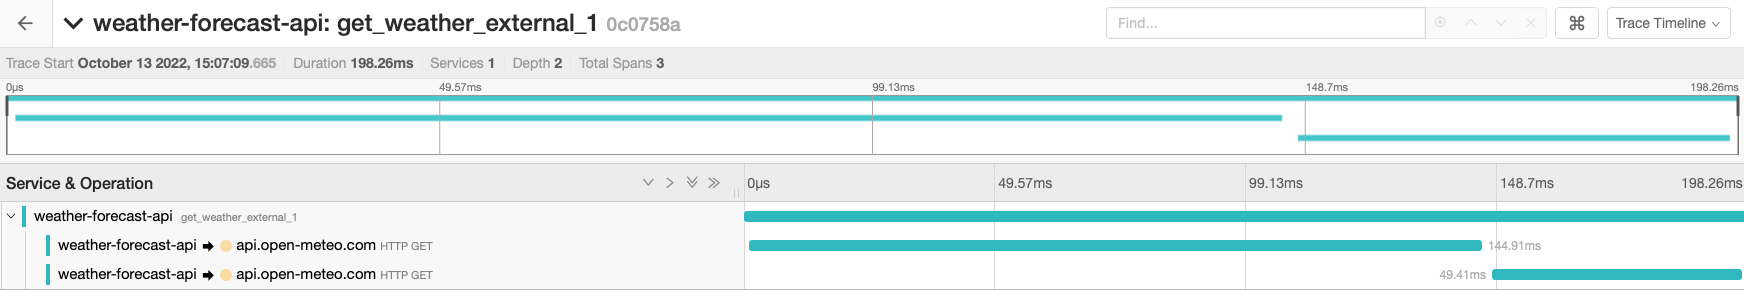 weather-forecast-api: get_weather_external_1 0c0758a
Find...
⌘
Trace Timeline
Trace Start October 13 2022, 15:07:09.665 Duration 198.26ms Services 1 Depth 2 Total Spans 3
0μs 49.57ms 99.13ms 148.7ms 198.26ms
Service & Operation 0μs 49.57ms 99.13ms 148.7ms 198.26ms
weather-forecast-api get_weather_external_1
weather-forecast-api ➡ api.open-meteo.com HTTP GET 144.91ms
weather-forecast-api ➡ api.open-meteo.com HTTP GET 49.41ms